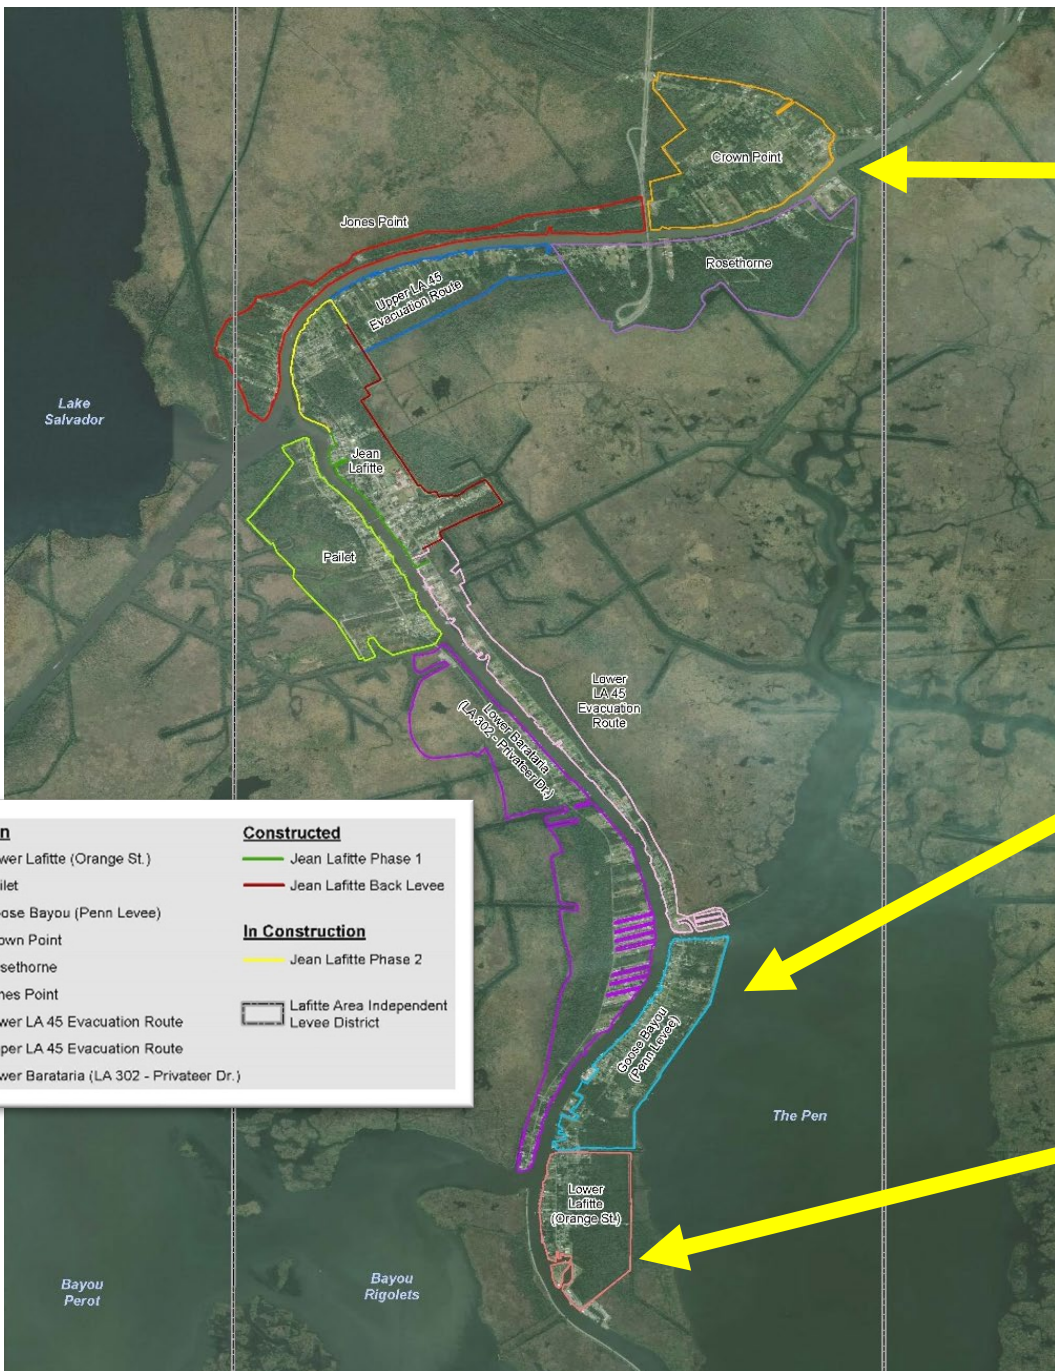 Crown Point
Jones Point
Rosethorne
Upper LA 45
Evacuation Route
Lake
Salvador
Jean
Lafitte
Pailet
Lower
LA 45
Evacuation
Route
Lower Barataria
(LA 302 - Privateer Dr.)
n
wer Lafitte (Orange St.)
ilet
ose Bayou (Penn Levee)
own Point
sethorne
nes Point
wer LA 45 Evacuation Route
per LA 45 Evacuation Route
wer Barataria (LA 302 - Privateer Dr.)
Constructed
Jean Lafitte Phase 1
Jean Lafitte Back Levee
In Construction
Jean Lafitte Phase 2
Lafitte Area Independent
Levee District
Goose Bayou
(Penn Levee)
The Pen
Lower
Lafitte
(Orange St.)
Bayou
Perot
Bayou
Rigolets